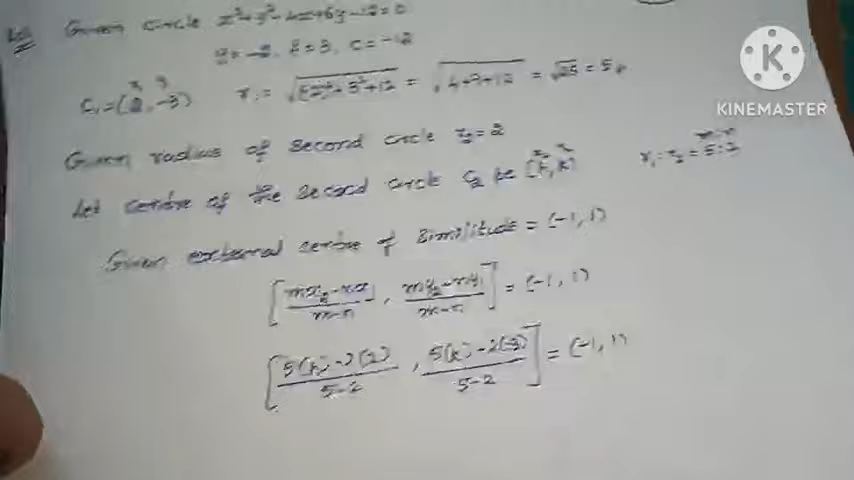 Given circle x²+y²-4x+6y-12=0
g=-2, f=3, c=-12
C₁=(2,-3) r₁=√((-2)²+3²+12) = √(4+9+12) = √25 = 5
Given radius of second circle r₂=2
Let centre of the second circle C₂ be (h,k) r₁:r₂=5:2
Given external centre of similitude = (-1,1)
[(mx₂-nx₁)/(m-n), (my₂-ny₁)/(m-n)] = (-1,1)
[(5(h)-2(2))/(5-2), (5(k)-2(-3))/(5-2)] = (-1,1)
K
KINEMASTER